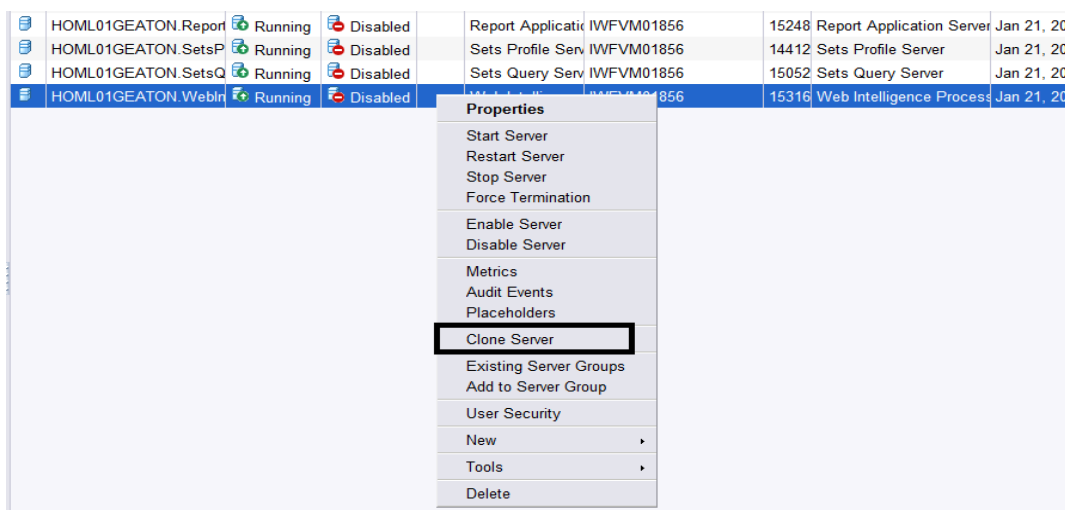 HOML01GEATON.Report Running Disabled Report Applicatic IWFVM01856 15248 Report Application Server Jan 21, 20
HOML01GEATON.SetsP Running Disabled Sets Profile Serv IWFVM01856 14412 Sets Profile Server Jan 21, 20
HOML01GEATON.SetsQ Running Disabled Sets Query Serv IWFVM01856 15052 Sets Query Server Jan 21, 20
HOML01GEATON.WebIn Running Disabled IWFVM01856 15316 Web Intelligence Process Jan 21, 20
Properties
Start Server
Restart Server
Stop Server
Force Termination
Enable Server
Disable Server
Metrics
Audit Events
Placeholders
Clone Server
Existing Server Groups
Add to Server Group
User Security
New
Tools
Delete